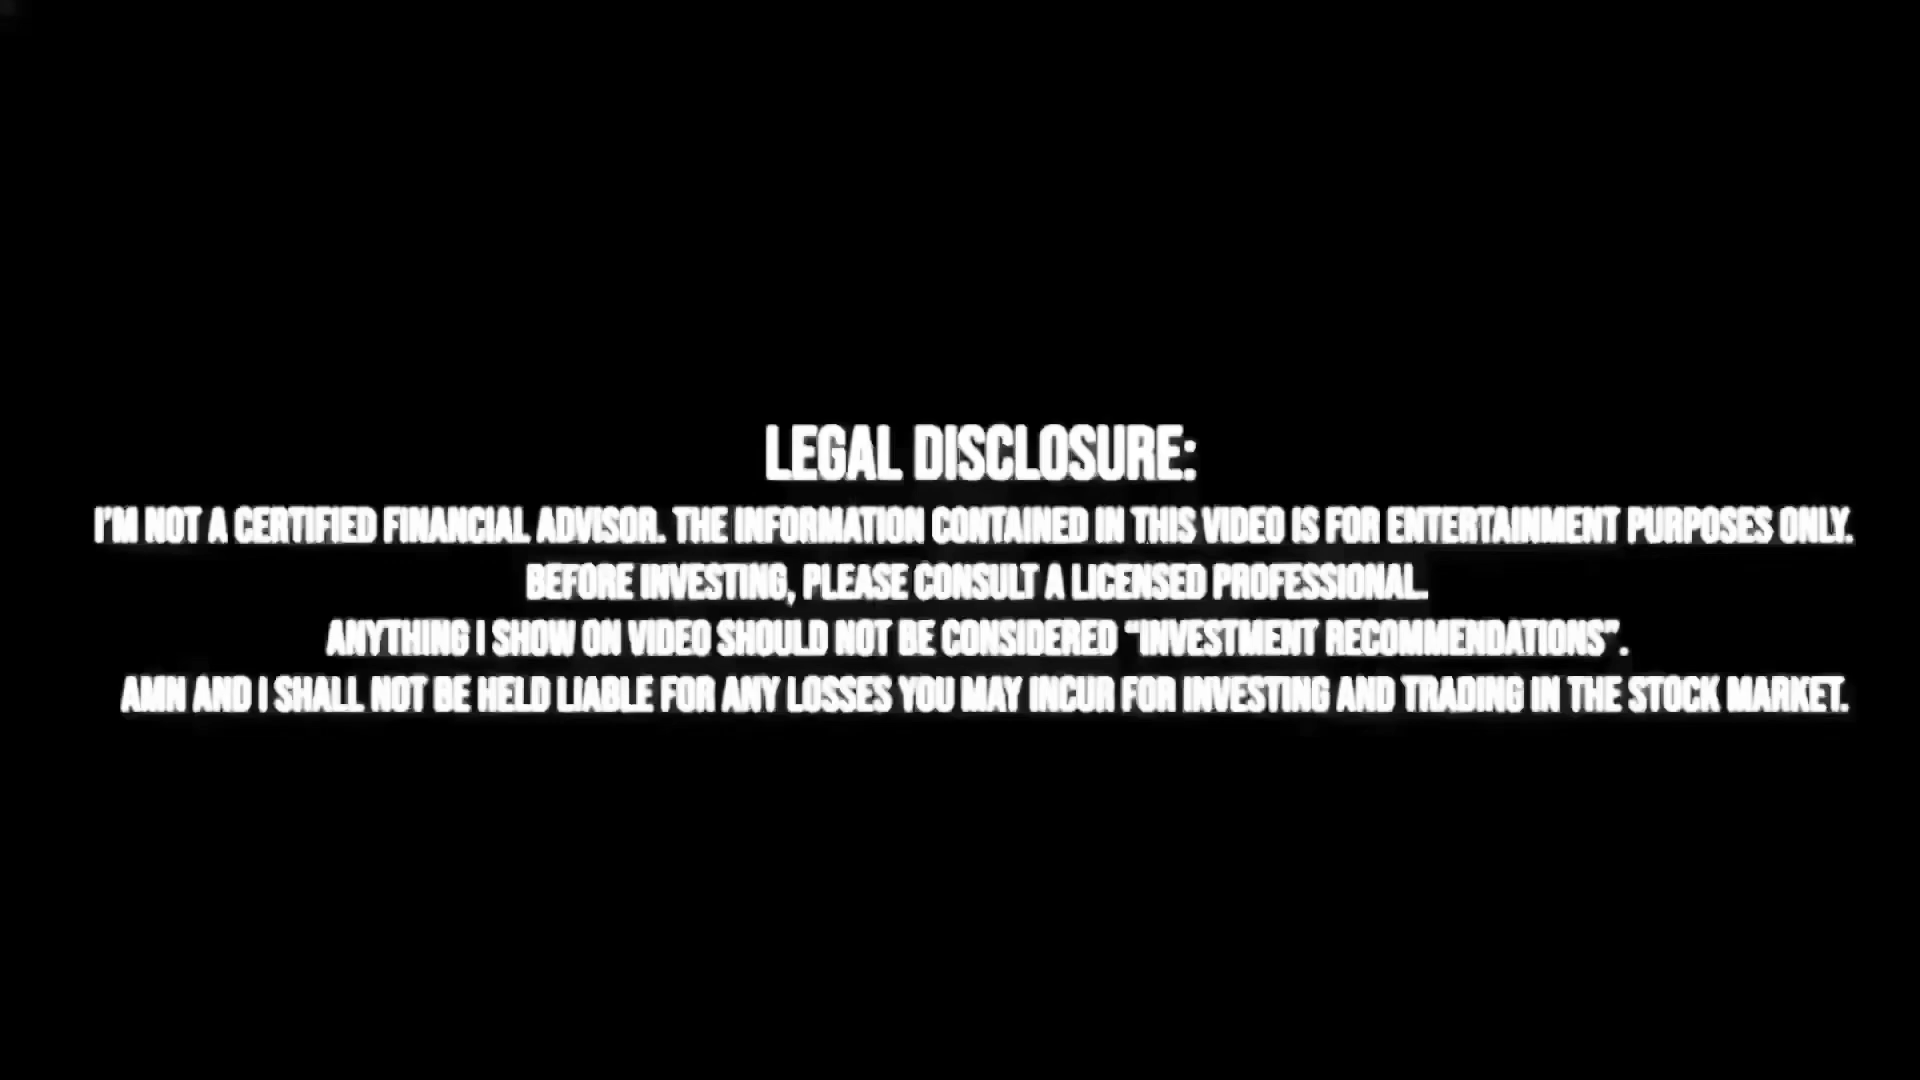 LEGAL DISCLOSURE:
I'M NOT A CERTIFIED FINANCIAL ADVISOR. THE INFORMATION CONTAINED IN THIS VIDEO IS FOR ENTERTAINMENT PURPOSES ONLY.
BEFORE INVESTING, PLEASE CONSULT A LICENSED PROFESSIONAL.
ANYTHING I SHOW ON VIDEO SHOULD NOT BE CONSIDERED “INVESTMENT RECOMMENDATIONS”.
AMN AND I SHALL NOT BE HELD LIABLE FOR ANY LOSSES YOU MAY INCUR FOR INVESTING AND TRADING IN THE STOCK MARKET.